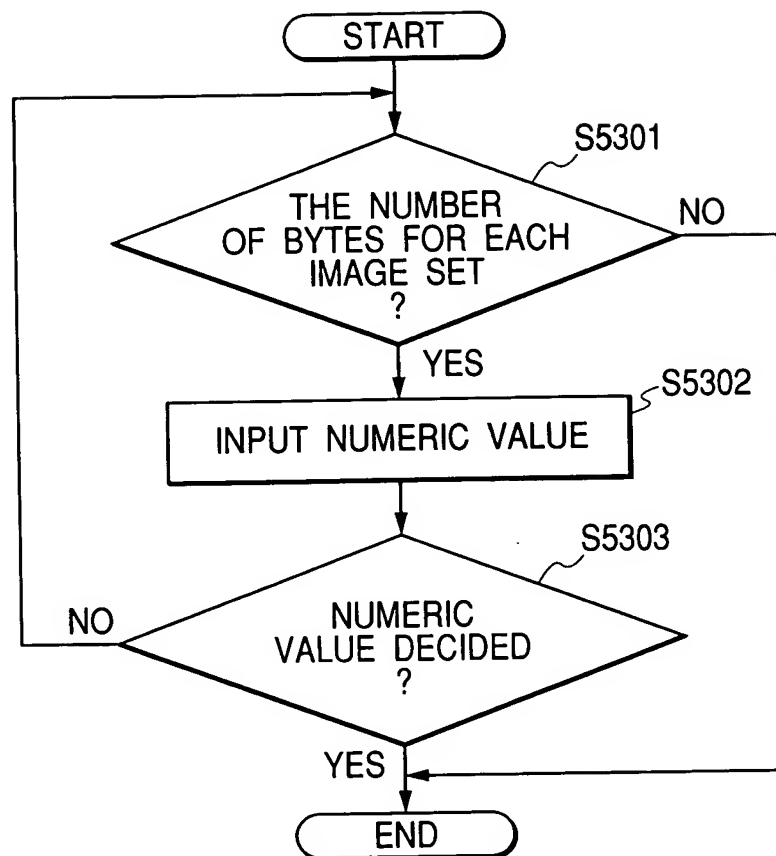 START
S5301
THE NUMBER
OF BYTES FOR EACH
IMAGE SET
?
NO
YES
S5302
INPUT NUMERIC VALUE
S5303
NO
NUMERIC
VALUE DECIDED
?
YES
END